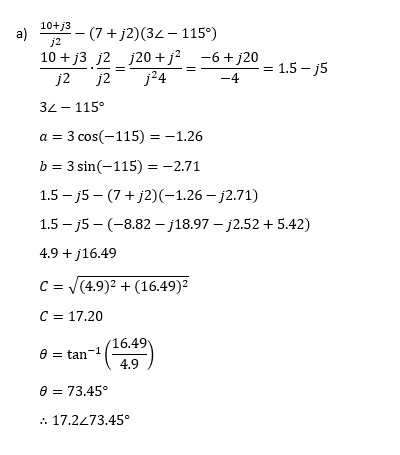 a) (10+j3)/(j2) − (7 + j2)(3∠ − 115°)
(10 + j3)/(j2) · (j2)/(j2) = (j20 + j²)/(j²4) = (−6 + j20)/(−4) = 1.5 − j5
3∠ − 115°
a = 3 cos(−115) = −1.26
b = 3 sin(−115) = −2.71
1.5 − j5 − (7 + j2)(−1.26 − j2.71)
1.5 − j5 − (−8.82 − j18.97 − j2.52 + 5.42)
4.9 + j16.49
C = √((4.9)² + (16.49)²)
C = 17.20
θ = tan⁻¹(16.49/4.9)
θ = 73.45°
∴ 17.2∠73.45°